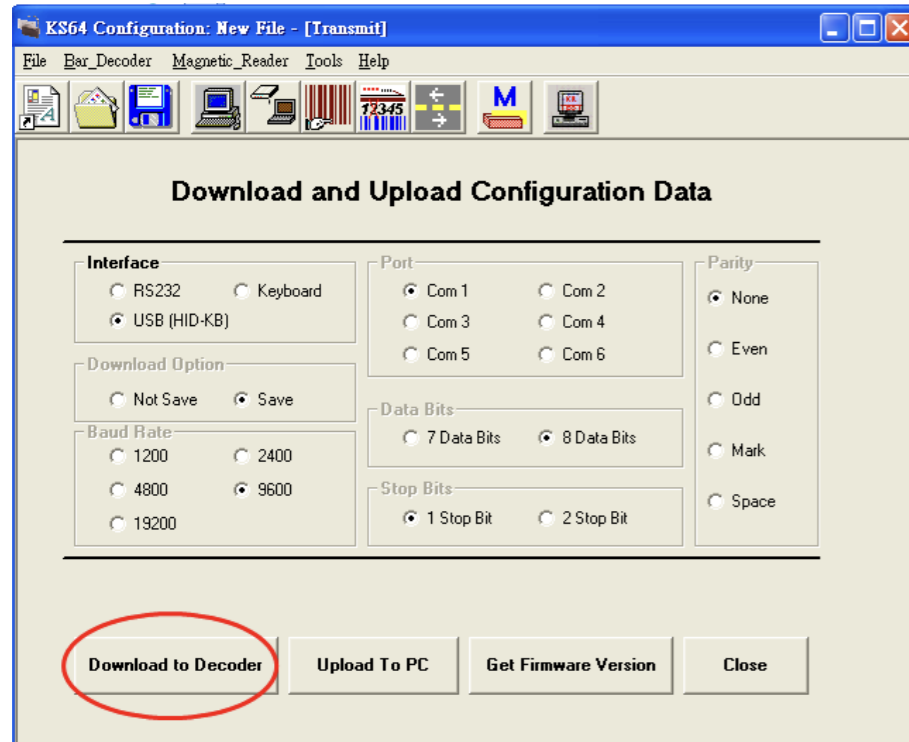 KS64 Configuration: New File - [Transmit]
File Bar_Decoder Magnetic_Reader Tools Help
A
12345
M
Download and Upload Configuration Data
Interface
RS232 Keyboard
USB (HID-KB)
Download Option
Not Save Save
Baud Rate
1200 2400
4800 9600
19200
Port
Com 1 Com 2
Com 3 Com 4
Com 5 Com 6
Data Bits
7 Data Bits 8 Data Bits
Stop Bits
1 Stop Bit 2 Stop Bit
Parity
None
Even
Odd
Mark
Space
Download to Decoder Upload To PC Get Firmware Version Close